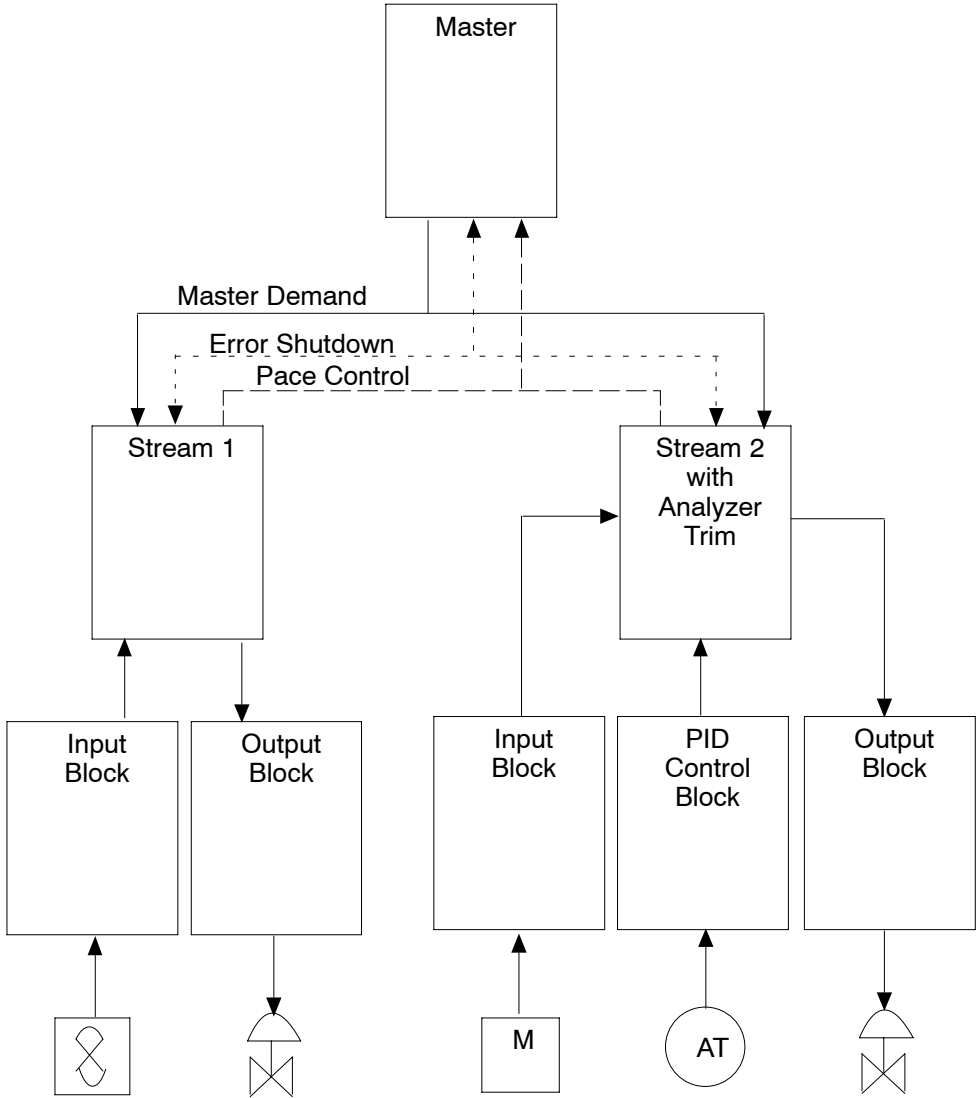 Master
Master Demand
Error Shutdown
Pace Control
Stream 1
Stream 2
with
Analyzer
Trim
Input
Block
Output
Block
Input
Block
PID
Control
Block
Output
Block
M
AT